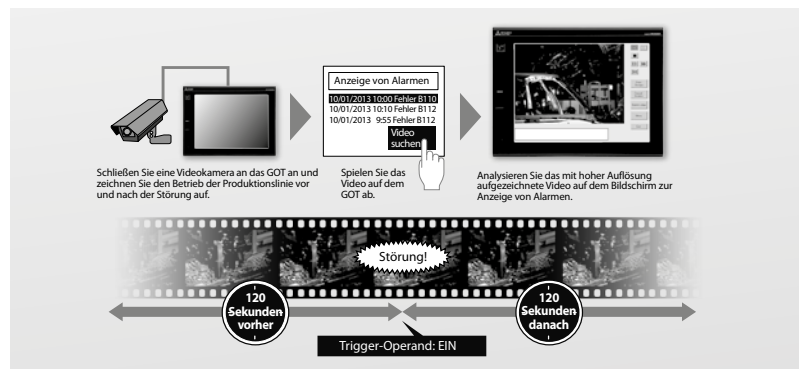 Anzeige von Alarmen
10/01/2013 10:00 Fehler B110
10/01/2013 10:10 Fehler B112
10/01/2013 9:55 Fehler B112
Video
suchen
Schließen Sie eine Videokamera an das GOT an und
zeichnen Sie den Betrieb der Produktionslinie vor
und nach der Störung auf.
Spielen Sie das
Video auf dem
GOT ab.
Analysieren Sie das mit hoher Auflösung
aufgezeichnete Video auf dem Bildschirm zur
Anzeige von Alarmen.
Störung!
120
Sekunden
vorher
120
Sekunden
danach
Trigger-Operand: EIN